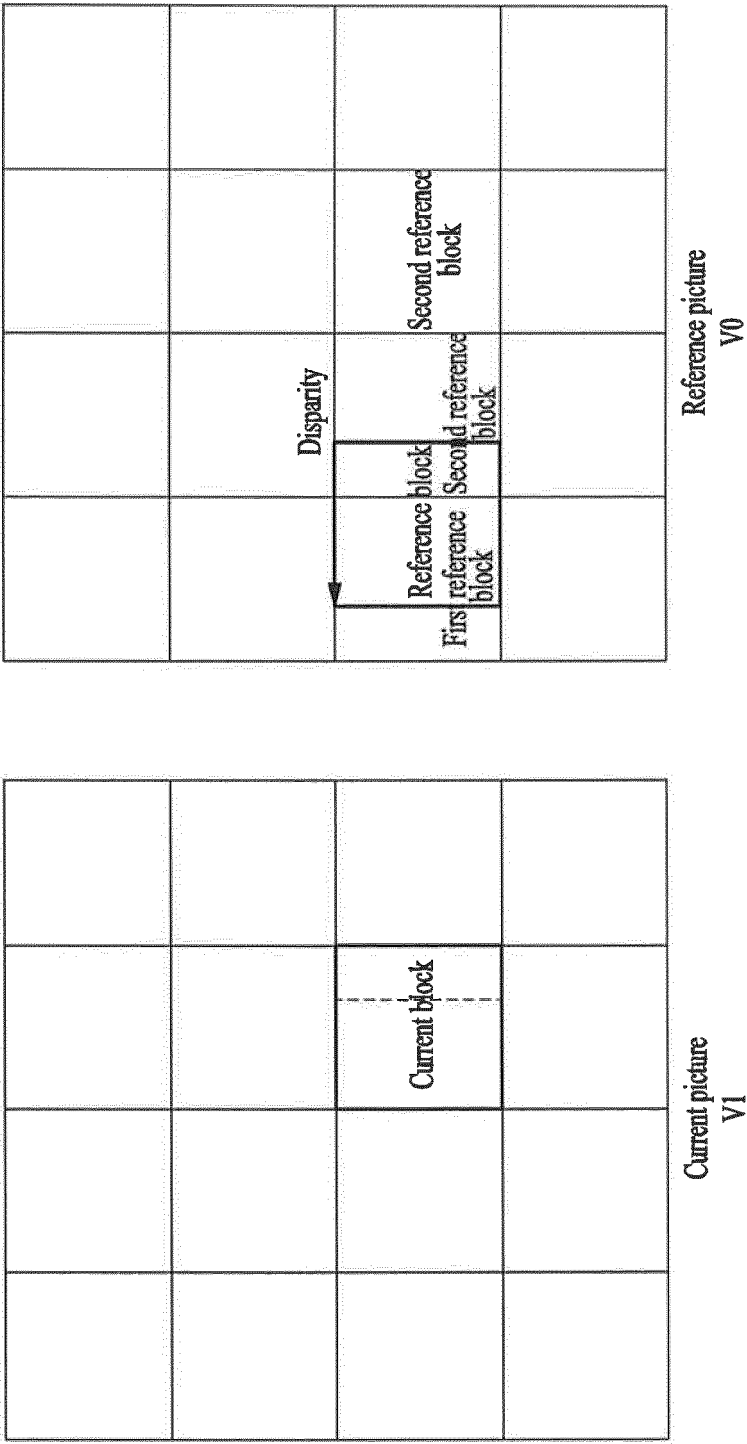 Current block
Current picture
V1
Disparity
Reference block
First reference
block
Second reference
block
Second reference
block
Reference picture
V0